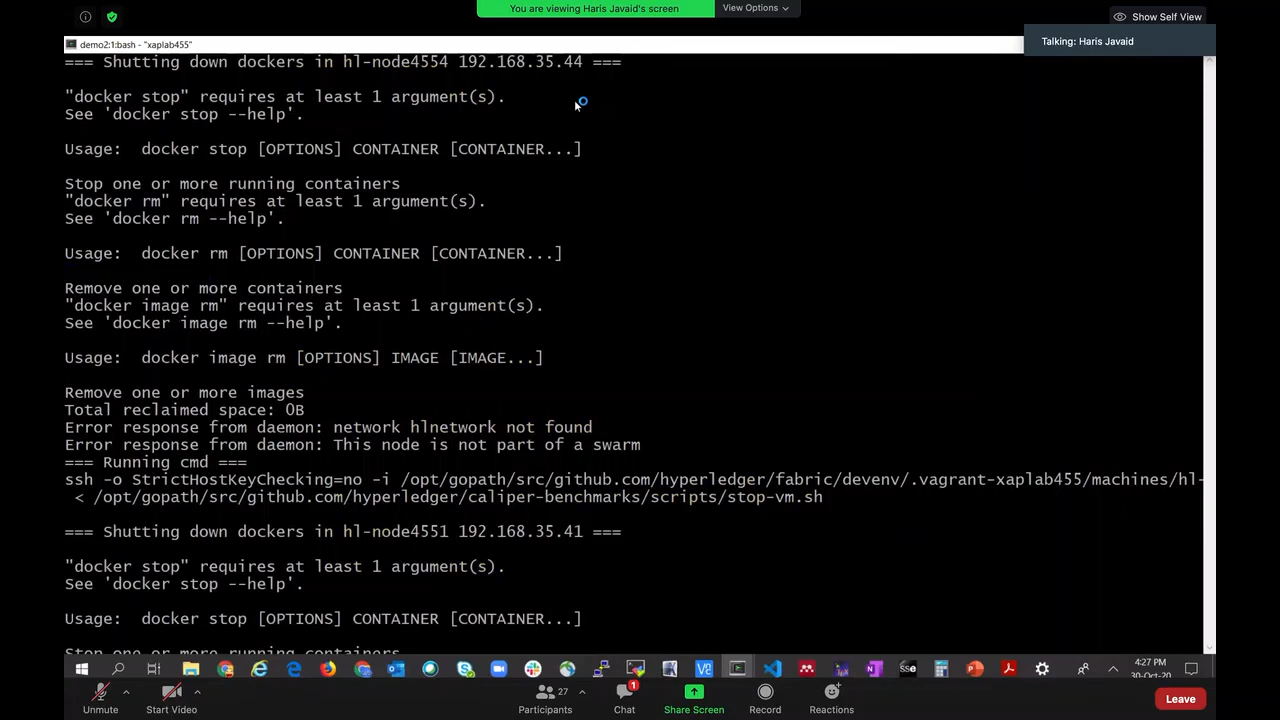 You are viewing Haris Javaid's screen
View Options
Show Self View
Talking: Haris Javaid
demo2:1:bash - "xaplab455"
=== Shutting down dockers in hl-node4554 192.168.35.44 ===
"docker stop" requires at least 1 argument(s).
See 'docker stop --help'.
Usage:  docker stop [OPTIONS] CONTAINER [CONTAINER...]
Stop one or more running containers
"docker rm" requires at least 1 argument(s).
See 'docker rm --help'.
Usage:  docker rm [OPTIONS] CONTAINER [CONTAINER...]
Remove one or more containers
"docker image rm" requires at least 1 argument(s).
See 'docker image rm --help'.
Usage:  docker image rm [OPTIONS] IMAGE [IMAGE...]
Remove one or more images
Total reclaimed space: 0B
Error response from daemon: network hlnetwork not found
Error response from daemon: This node is not part of a swarm
=== Running cmd ===
ssh -o StrictHostKeyChecking=no -i /opt/gopath/src/github.com/hyperledger/fabric/devenv/.vagrant-xaplab455/machines/hl-
< /opt/gopath/src/github.com/hyperledger/caliper-benchmarks/scripts/stop-vm.sh
=== Shutting down dockers in hl-node4551 192.168.35.41 ===
"docker stop" requires at least 1 argument(s).
See 'docker stop --help'.
Usage:  docker stop [OPTIONS] CONTAINER [CONTAINER...]
Stop one or more running containers
4:27 PM
30-Oct-20
Unmute
Start Video
27
Participants
1
Chat
Share Screen
Record
Reactions
Leave